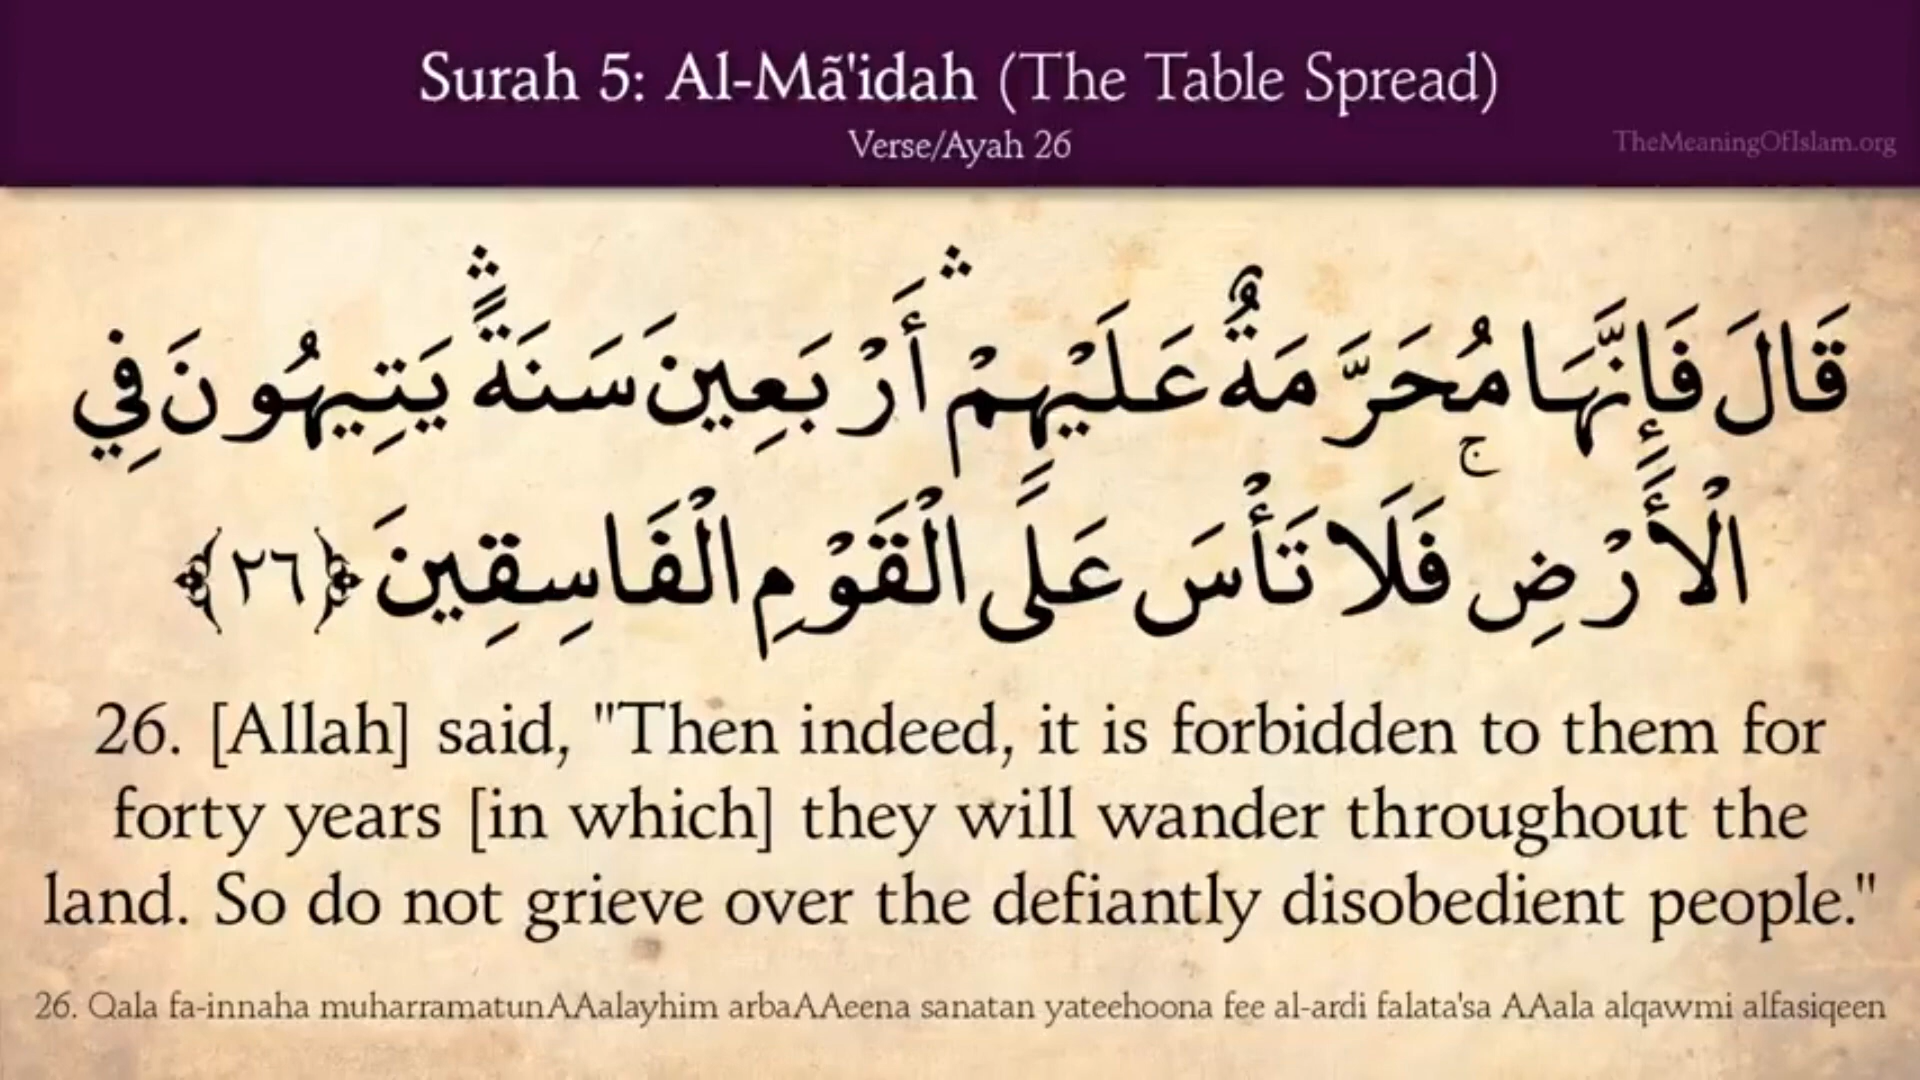 Surah 5: Al-Mã'idah (The Table Spread)
Verse/Ayah 26
TheMeaningOfIslam.org
قَالَ فَإِنَّهَا مُحَرَّمَةٌ عَلَيْهِمْ ۛ أَرْبَعِينَ سَنَةً ۛ يَتِيهُونَ فِي
الْأَرْضِ ۚ فَلَا تَأْسَ عَلَى الْقَوْمِ الْفَاسِقِينَ ﴿٢٦﴾
26. [Allah] said, "Then indeed, it is forbidden to them for
forty years [in which] they will wander throughout the
land. So do not grieve over the defiantly disobedient people."
26. Qala fa-innaha muharramatunAAalayhim arbaAAeena sanatan yateehoona fee al-ardi falata'sa AAala alqawmi alfasiqeen